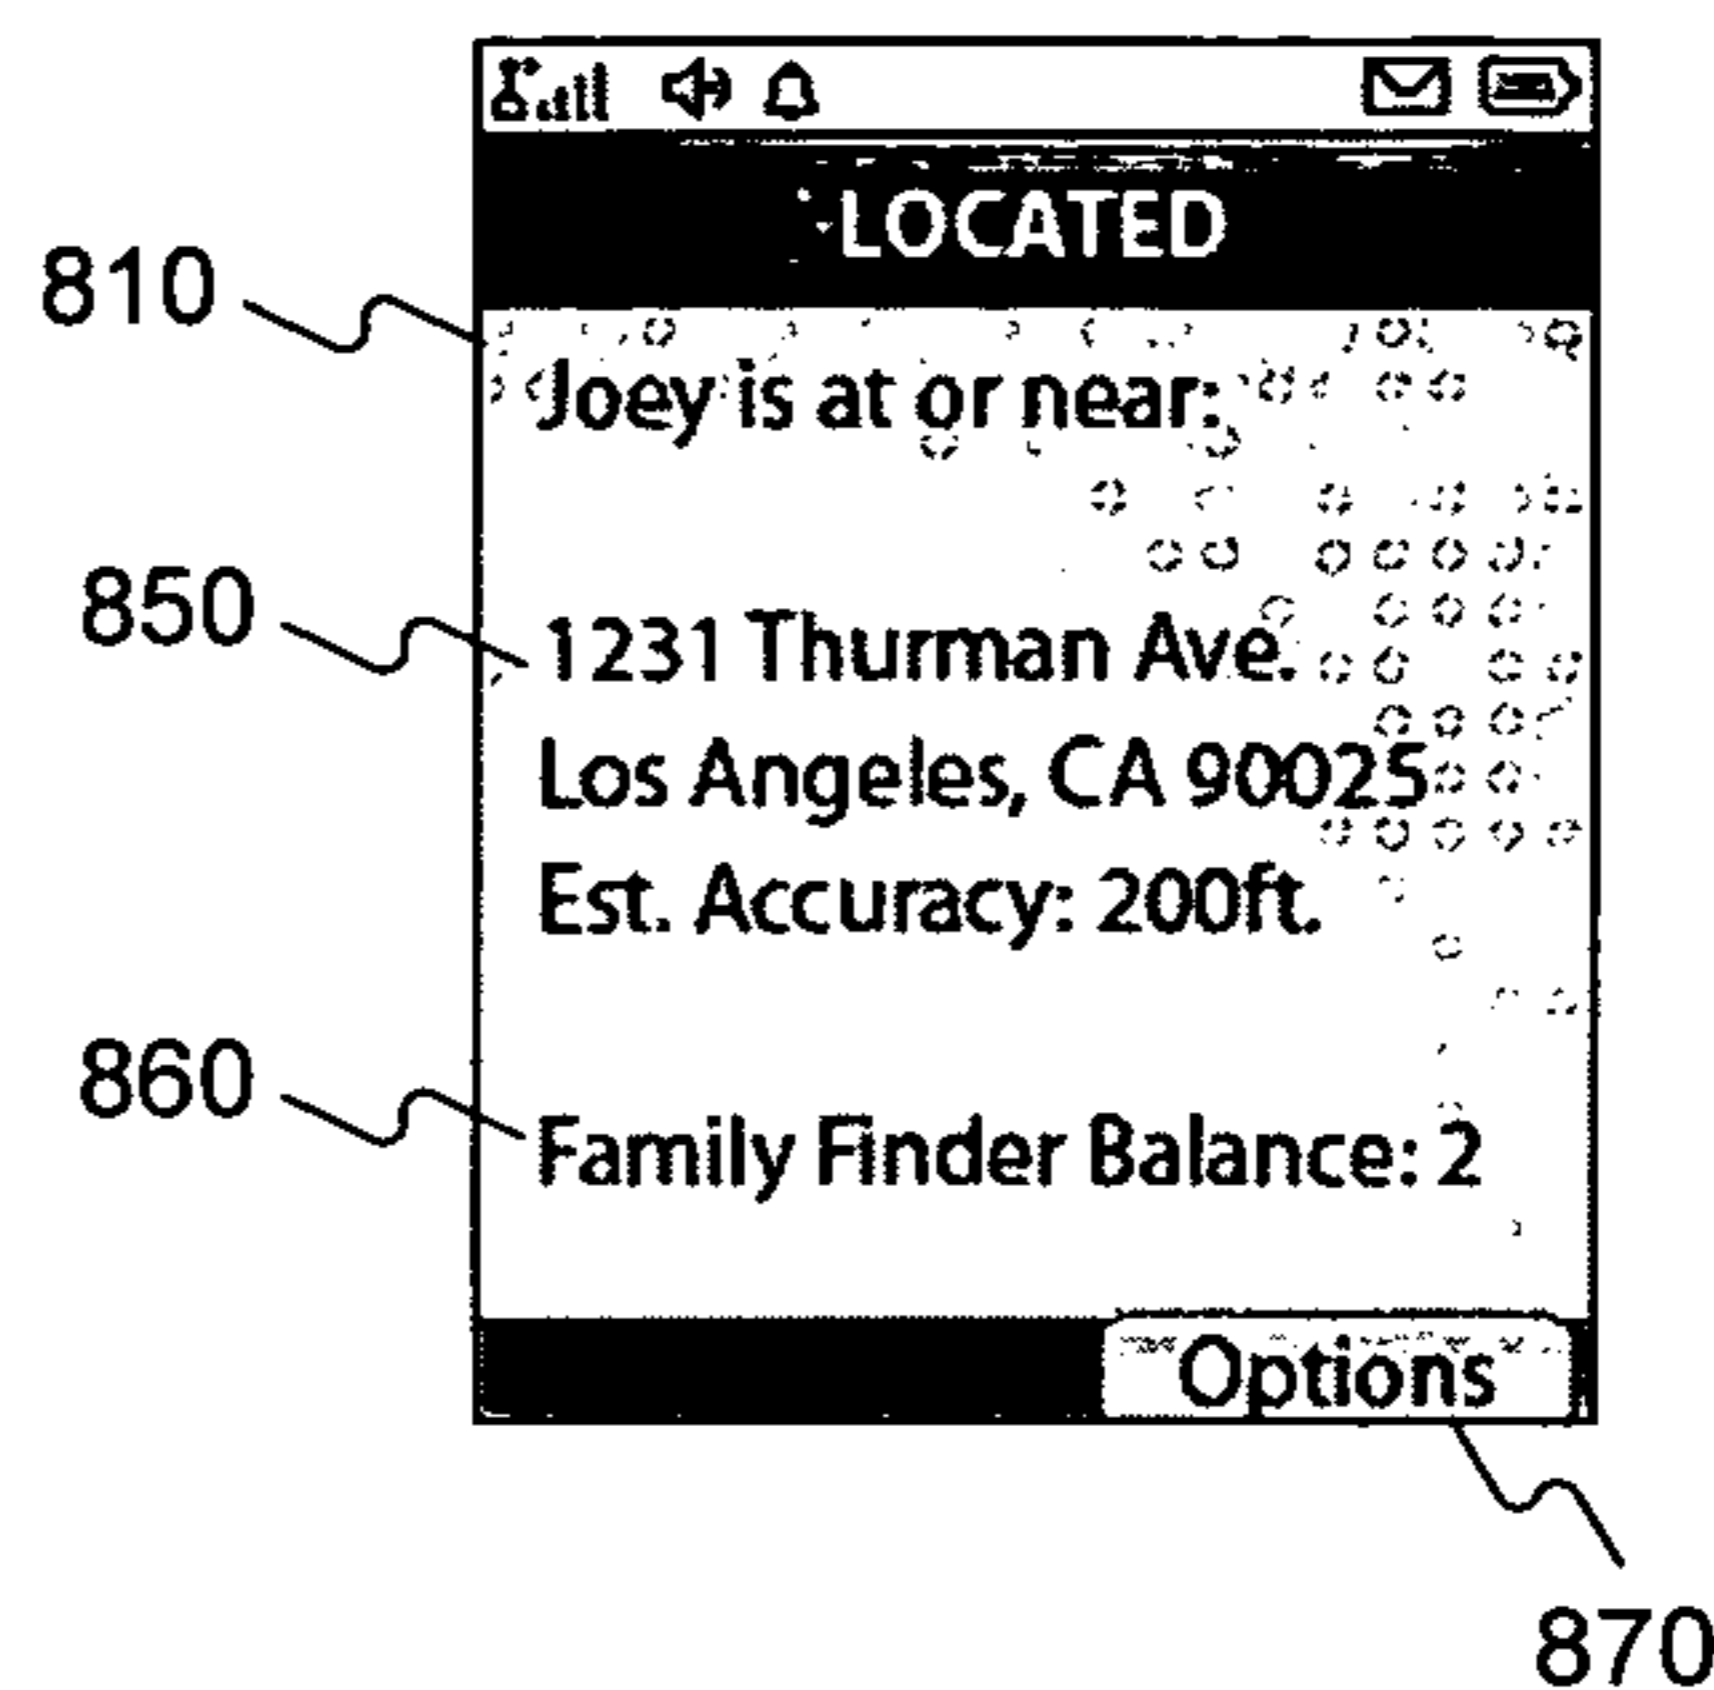 LOCATED
810
Joey is at or near:
850
1231 Thurman Ave.
Los Angeles, CA 90025
Est. Accuracy: 200ft.
860
Family Finder Balance: 2
Options
870